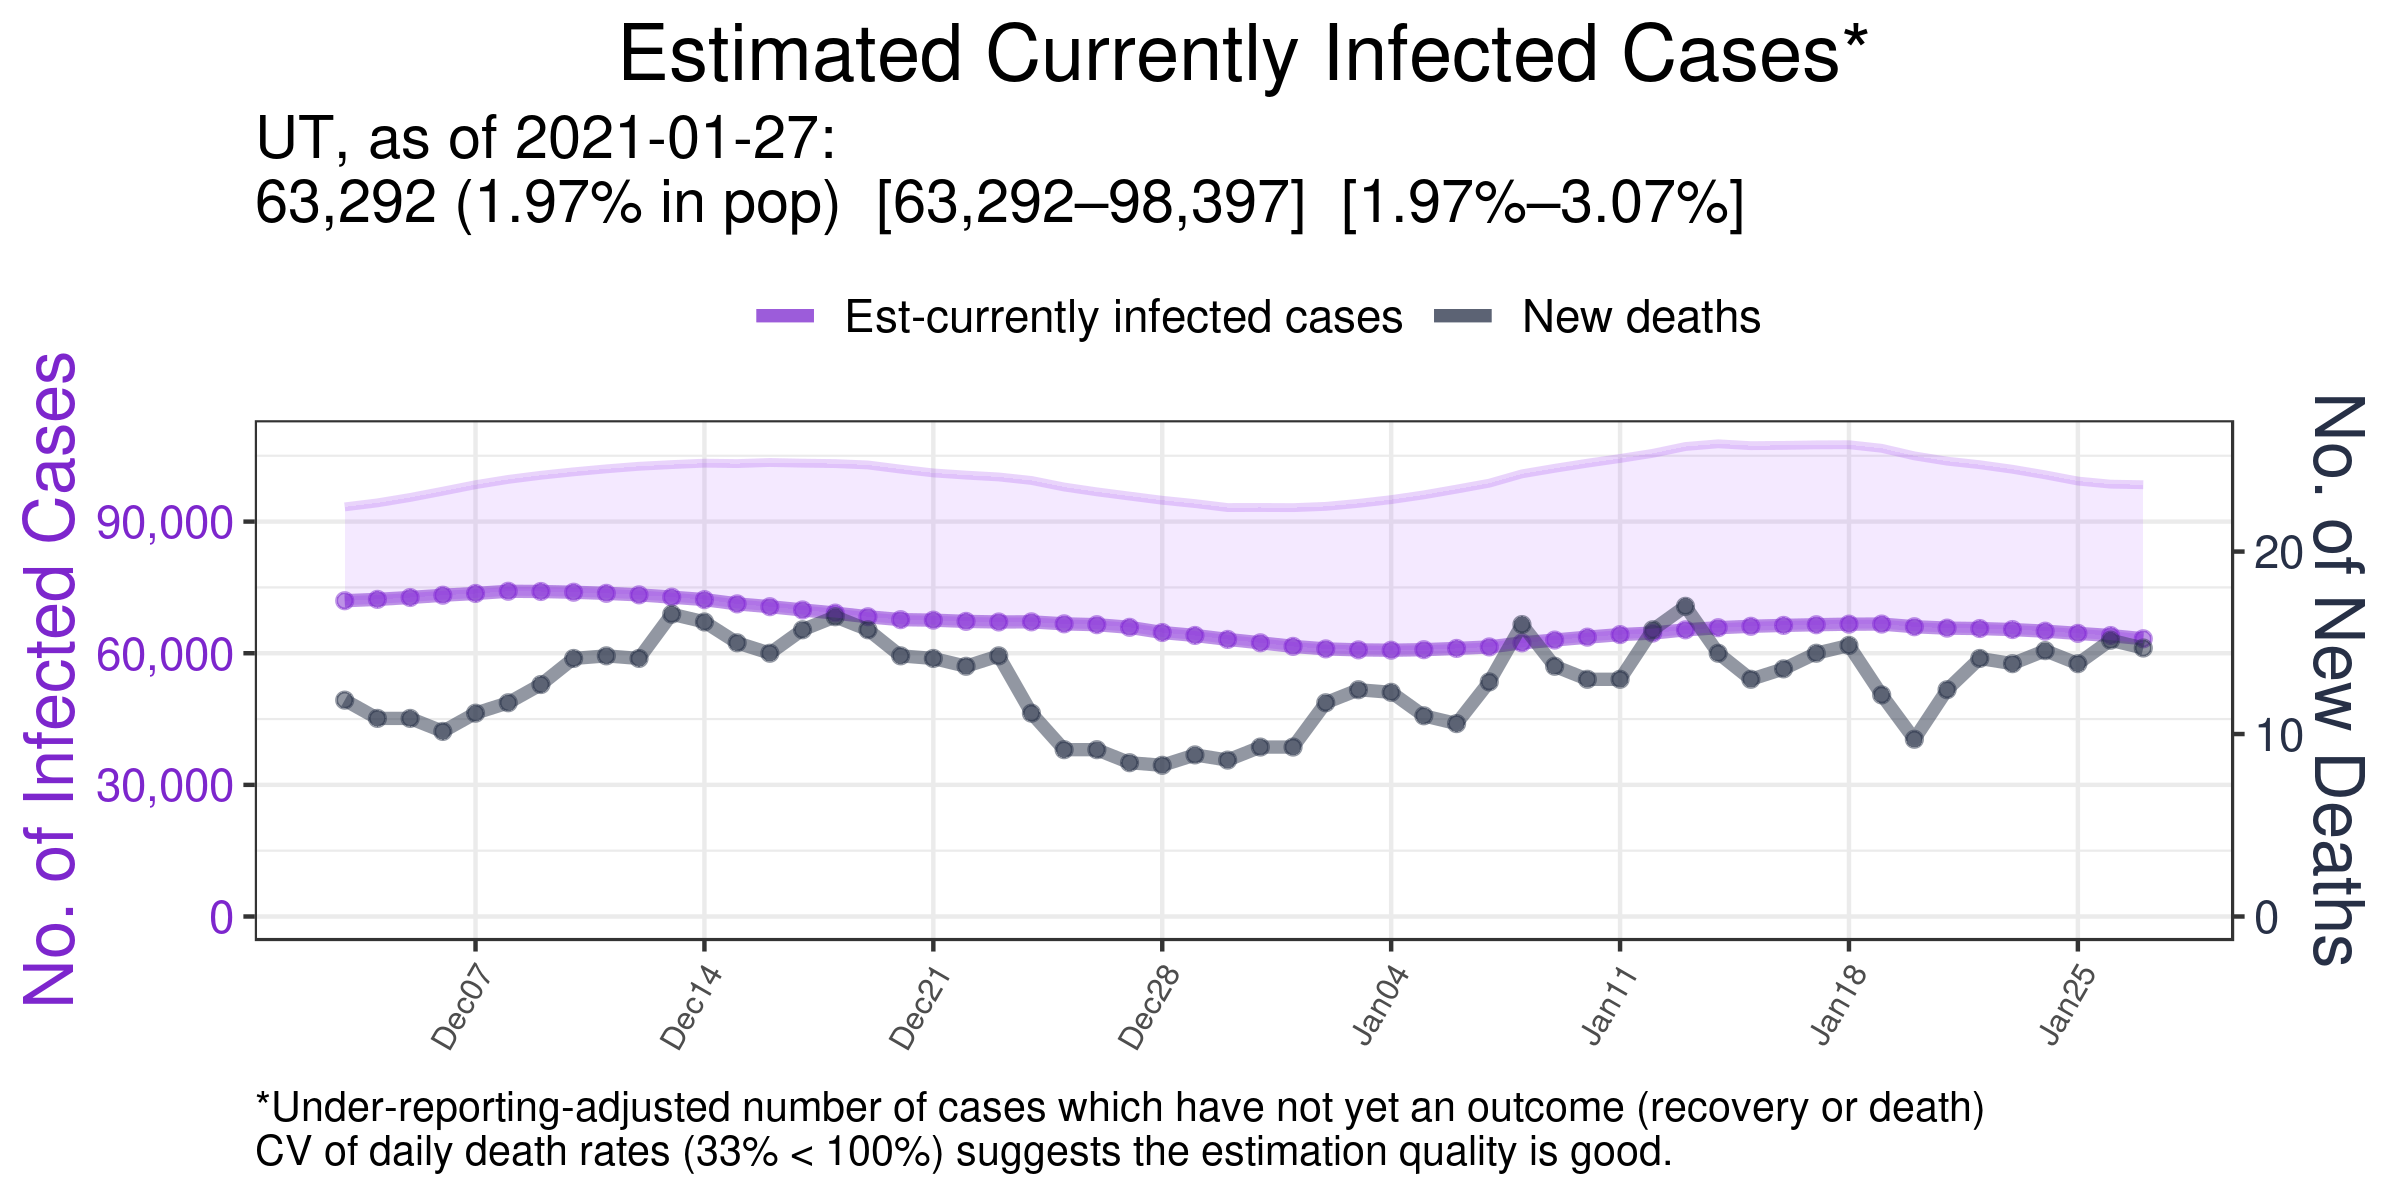 Estimated Currently Infected Cases*
UT, as of 2021-01-27:
63,292 (1.97% in pop)  [63,292–98,397]  [1.97%–3.07%]
Est-currently infected cases
New deaths
No. of Infected Cases
90,000
60,000
30,000
0
20
10
0
No. of New Deaths
Dec07
Dec14
Dec21
Dec28
Jan04
Jan11
Jan18
Jan25
*Under-reporting-adjusted number of cases which have not yet an outcome (recovery or death)
CV of daily death rates (33% < 100%) suggests the estimation quality is good.